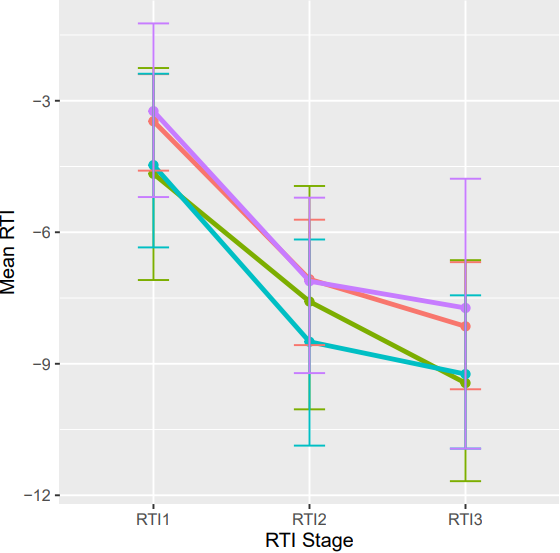 Mean RTI
−3
−6
−9
−12
RTI1 RTI2 RTI3
RTI Stage